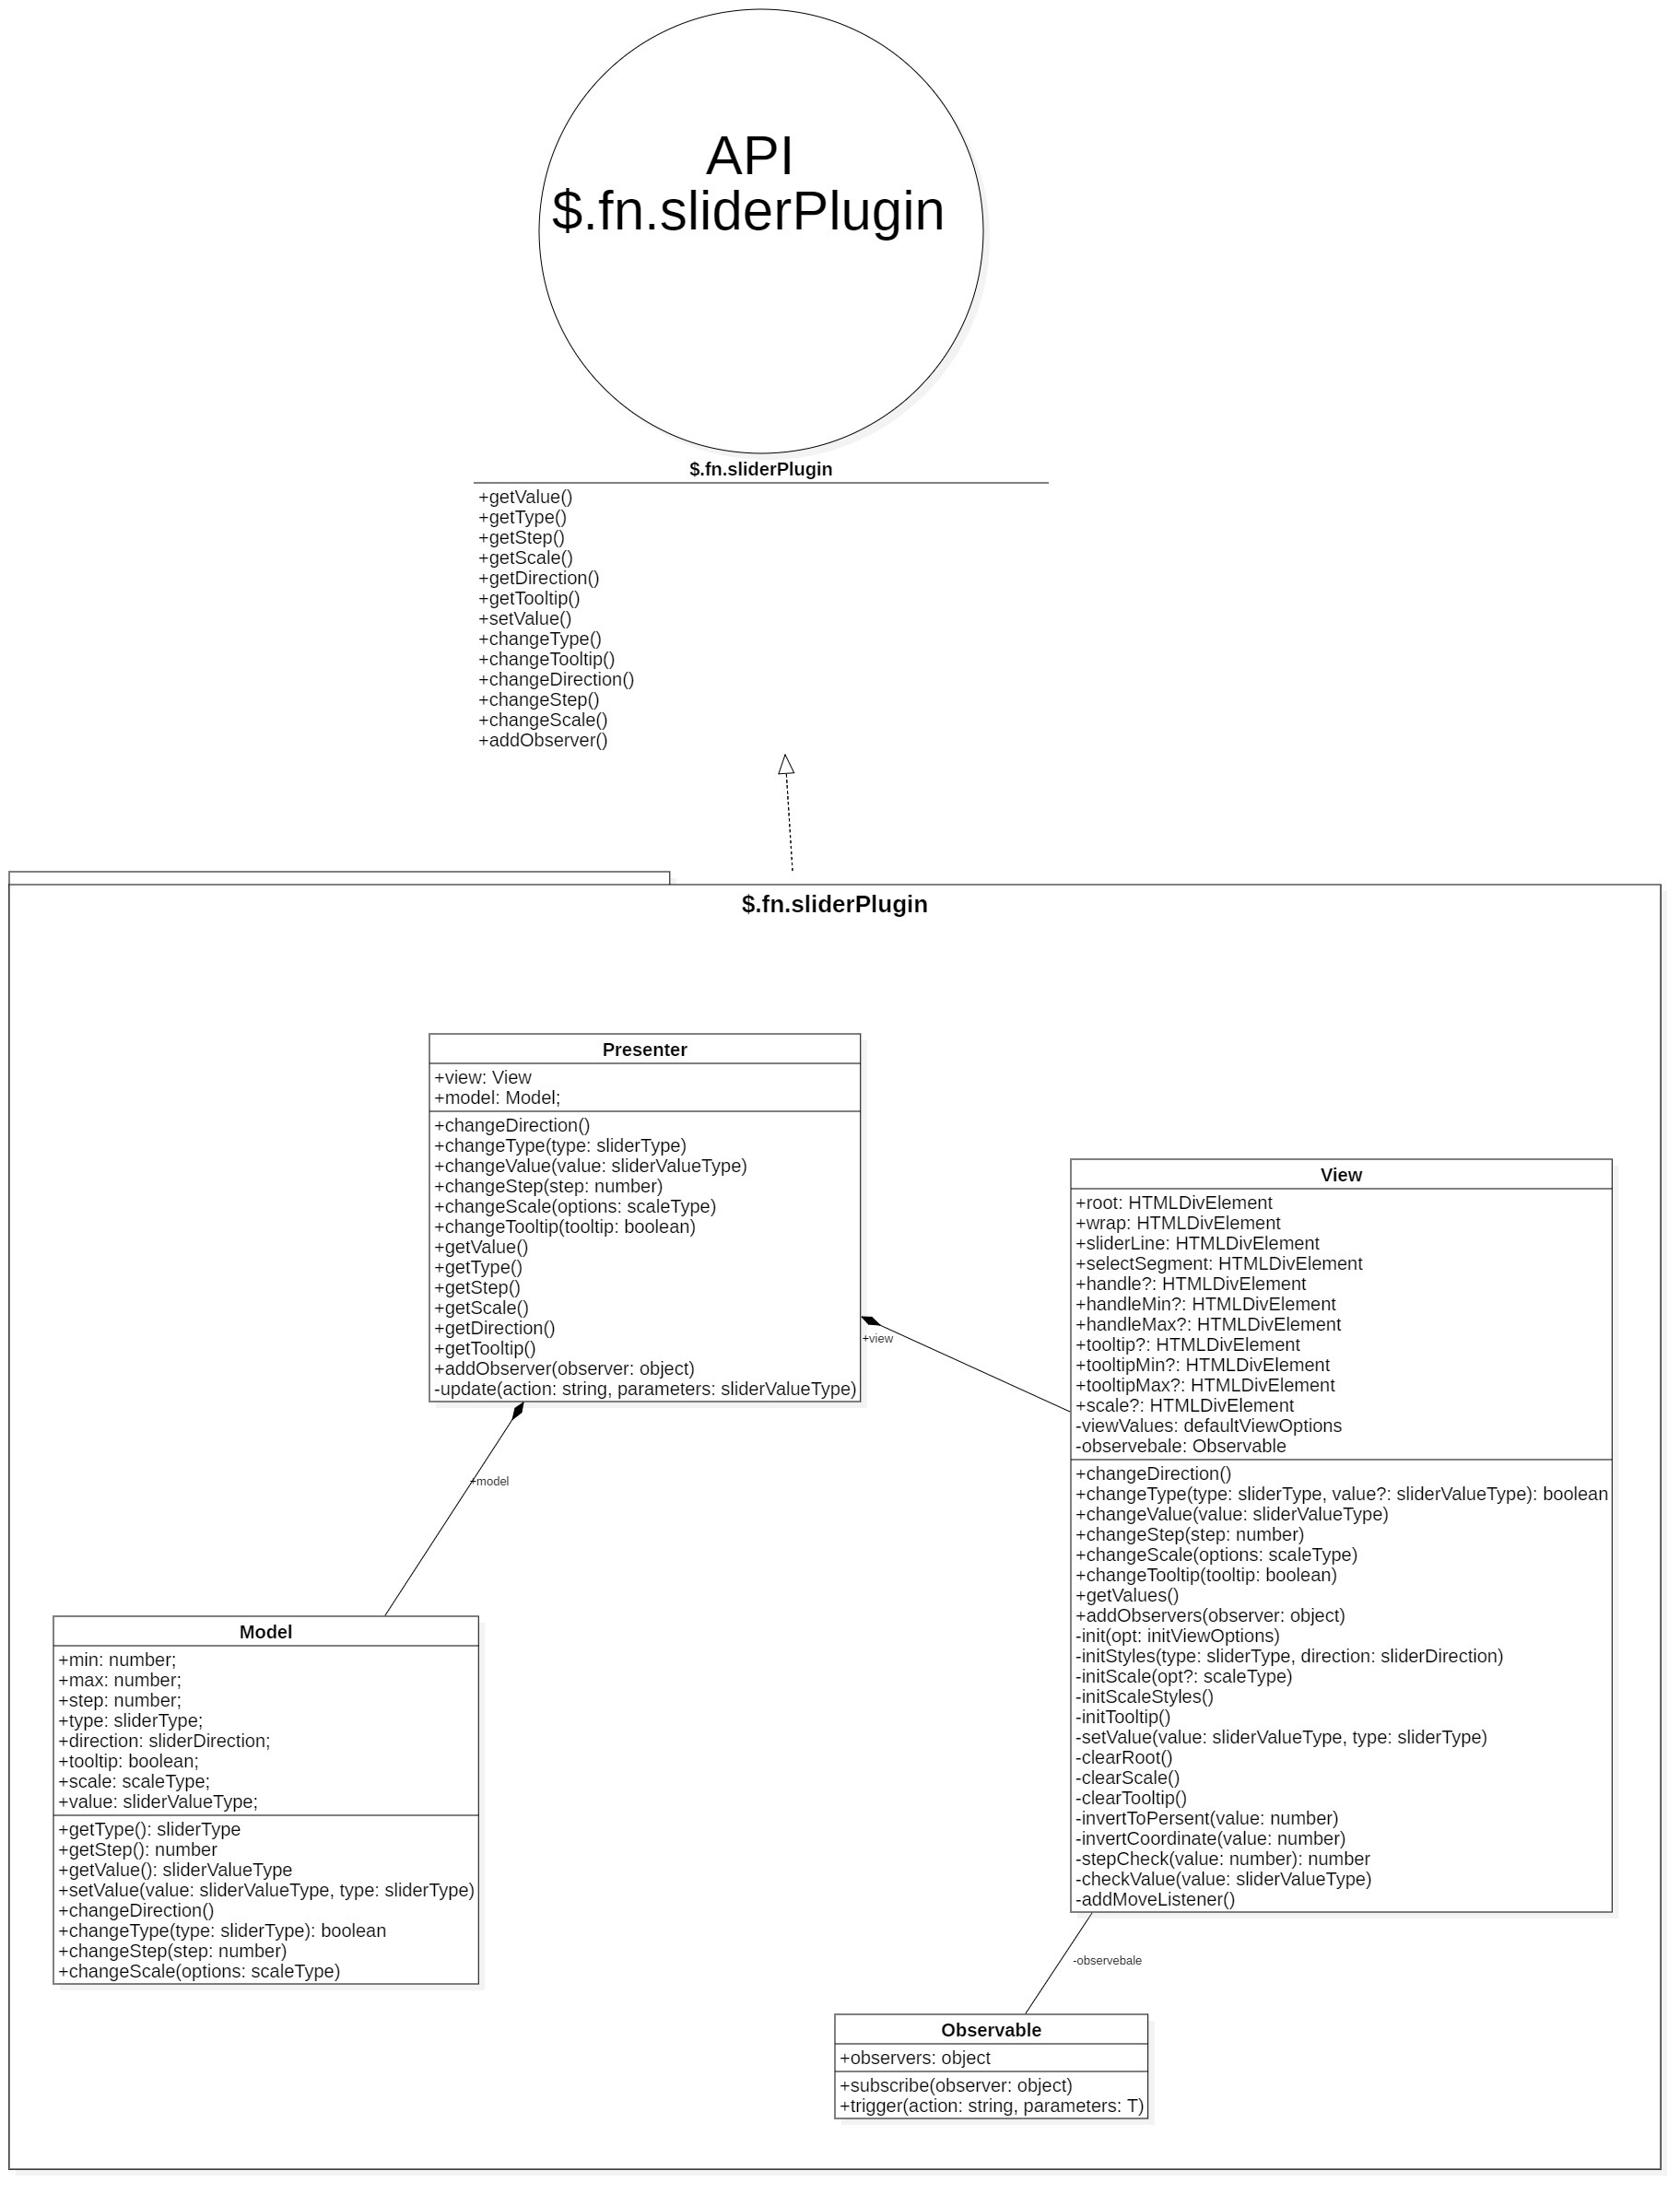 API
$.fn.sliderPlugin
$.fn.sliderPlugin
+getValue()
+getType()
+getStep()
+getScale()
+getDirection()
+getTooltip()
+setValue()
+changeType()
+changeTooltip()
+changeDirection()
+changeStep()
+changeScale()
+addObserver()
$.fn.sliderPlugin
Presenter
+view: View
+model: Model;
+changeDirection()
+changeType(type: sliderType)
+changeValue(value: sliderValueType)
+changeStep(step: number)
+changeScale(options: scaleType)
+changeTooltip(tooltip: boolean)
+getValue()
+getType()
+getStep()
+getScale()
+getDirection()
+getTooltip()
+addObserver(observer: object)
-update(action: string, parameters: sliderValueType)
+view
+model
View
+root: HTMLDivElement
+wrap: HTMLDivElement
+sliderLine: HTMLDivElement
+selectSegment: HTMLDivElement
+handle?: HTMLDivElement
+handleMin?: HTMLDivElement
+handleMax?: HTMLDivElement
+tooltip?: HTMLDivElement
+tooltipMin?: HTMLDivElement
+tooltipMax?: HTMLDivElement
+scale?: HTMLDivElement
-viewValues: defaultViewOptions
-observebale: Observable
+changeDirection()
+changeType(type: sliderType, value?: sliderValueType): boolean
+changeValue(value: sliderValueType)
+changeStep(step: number)
+changeScale(options: scaleType)
+changeTooltip(tooltip: boolean)
+getValues()
+addObservers(observer: object)
-init(opt: initViewOptions)
-initStyles(type: sliderType, direction: sliderDirection)
-initScale(opt?: scaleType)
-initScaleStyles()
-initTooltip()
-setValue(value: sliderValueType, type: sliderType)
-clearRoot()
-clearScale()
-clearTooltip()
-invertToPersent(value: number)
-invertCoordinate(value: number)
-stepCheck(value: number): number
-checkValue(value: sliderValueType)
-addMoveListener()
Model
+min: number;
+max: number;
+step: number;
+type: sliderType;
+direction: sliderDirection;
+tooltip: boolean;
+scale: scaleType;
+value: sliderValueType;
+getType(): sliderType
+getStep(): number
+getValue(): sliderValueType
+setValue(value: sliderValueType, type: sliderType)
+changeDirection()
+changeType(type: sliderType): boolean
+changeStep(step: number)
+changeScale(options: scaleType)
-observebale
Observable
+observers: object
+subscribe(observer: object)
+trigger(action: string, parameters: T)